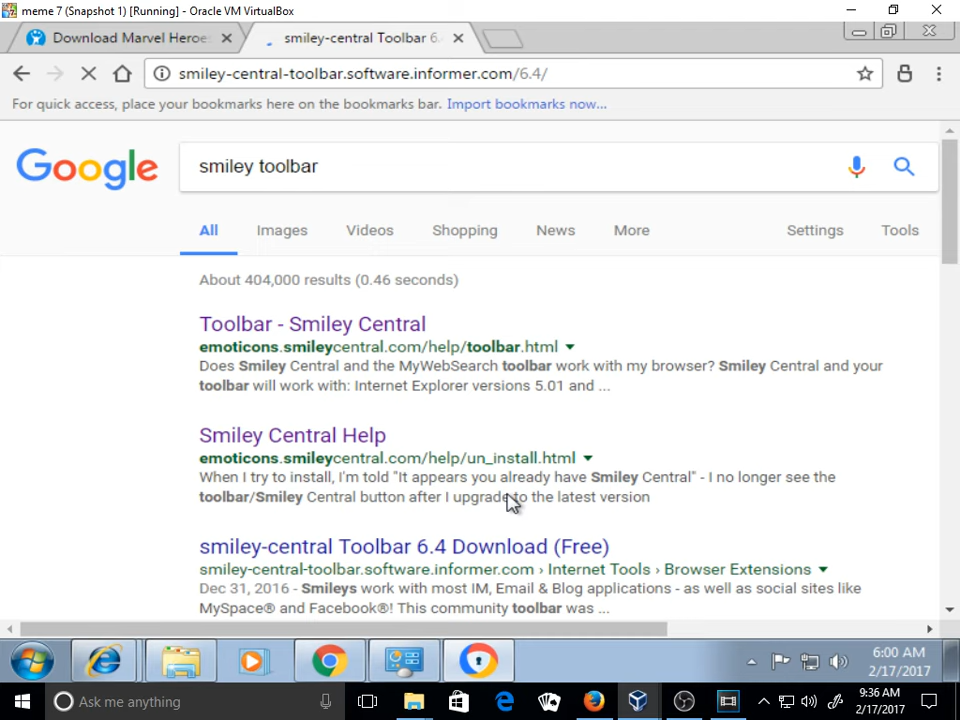 meme 7 (Snapshot 1) [Running] - Oracle VM VirtualBox
Download Marvel Heroes
smiley-central Toolbar 6.
smiley-central-toolbar.software.informer.com/6.4/
For quick access, place your bookmarks here on the bookmarks bar. Import bookmarks now...
Google
smiley toolbar
All Images Videos Shopping News More Settings Tools
About 404,000 results (0.46 seconds)
Toolbar - Smiley Central
emoticons.smileycentral.com/help/toolbar.html
Does Smiley Central and the MyWebSearch toolbar work with my browser? Smiley Central and your
toolbar will work with: Internet Explorer versions 5.01 and ...
Smiley Central Help
emoticons.smileycentral.com/help/un_install.html
When I try to install, I'm told "It appears you already have Smiley Central" - I no longer see the
toolbar/Smiley Central button after I upgrade to the latest version
smiley-central Toolbar 6.4 Download (Free)
smiley-central-toolbar.software.informer.com › Internet Tools › Browser Extensions
Dec 31, 2016 - Smileys work with most IM, Email & Blog applications - as well as social sites like
MySpace® and Facebook®! This community toolbar was ...
6:00 AM
2/17/2017
Ask me anything
9:36 AM
2/17/2017